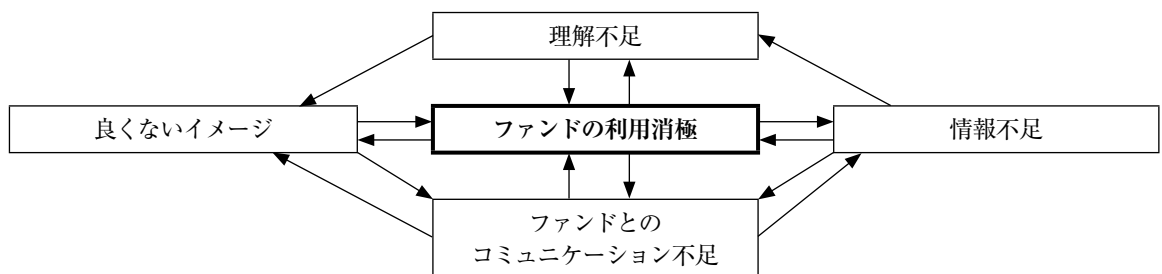 理解不足
良くないイメージ
ファンドの利用消極
情報不足
ファンドとの
コミュニケーション不足